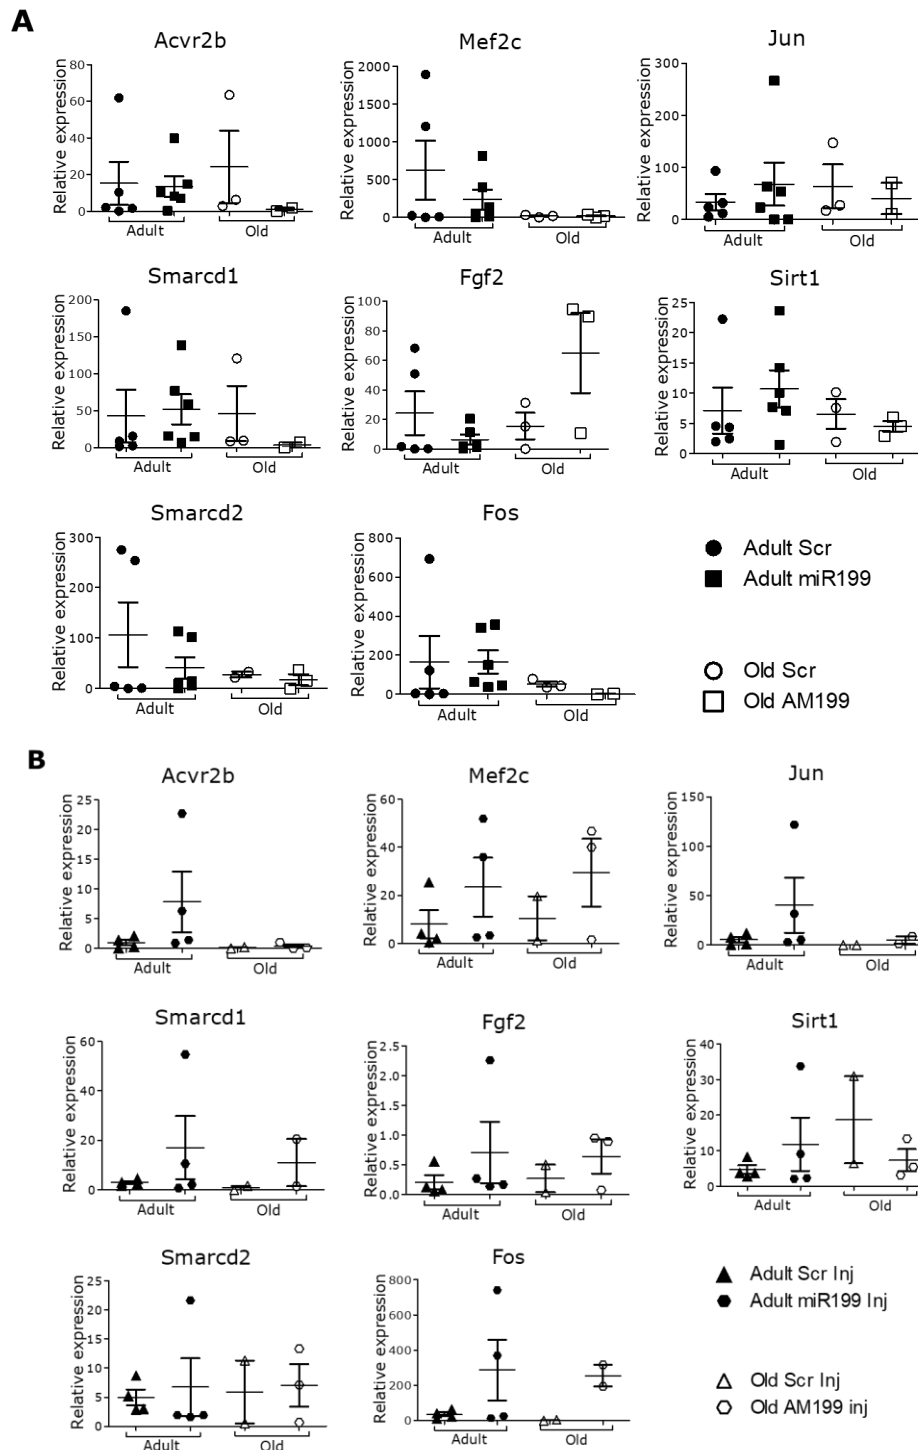 A
Acvr2b
Mef2c
Jun
Relative expression
80
60
40
20
0
Adult
Old
Relative expression
2000
1500
1000
500
0
Adult
Old
Relative expression
300
200
100
0
Adult
Old
Smarcd1
Fgf2
Sirt1
Relative expression
200
150
100
50
0
Adult
Old
Relative expression
100
80
60
40
20
0
Adult
Old
Relative expression
25
20
15
10
5
0
Adult
Old
Smarcd2
Fos
Relative expression
300
200
100
0
Adult
Old
Relative expression
800
600
400
200
0
Adult
Old
Adult Scr
Adult miR199
Old Scr
Old AM199
B
Acvr2b
Mef2c
Jun
Relative expression
25
20
15
10
5
0
Adult
Old
Relative expression
60
40
20
0
Adult
Old
Relative expression
150
100
50
0
Adult
Old
Smarcd1
Fgf2
Sirt1
Relative expression
60
40
20
0
Adult
Old
Relative expression
2.5
2.0
1.5
1.0
0.5
0.0
Adult
Old
Relative expression
40
30
20
10
0
Adult
Old
Smarcd2
Fos
Relative expression
25
20
15
10
5
0
Adult
Old
Relative expression
800
600
400
200
0
Adult
Old
Adult Scr Inj
Adult miR199 Inj
Old Scr Inj
Old AM199 inj